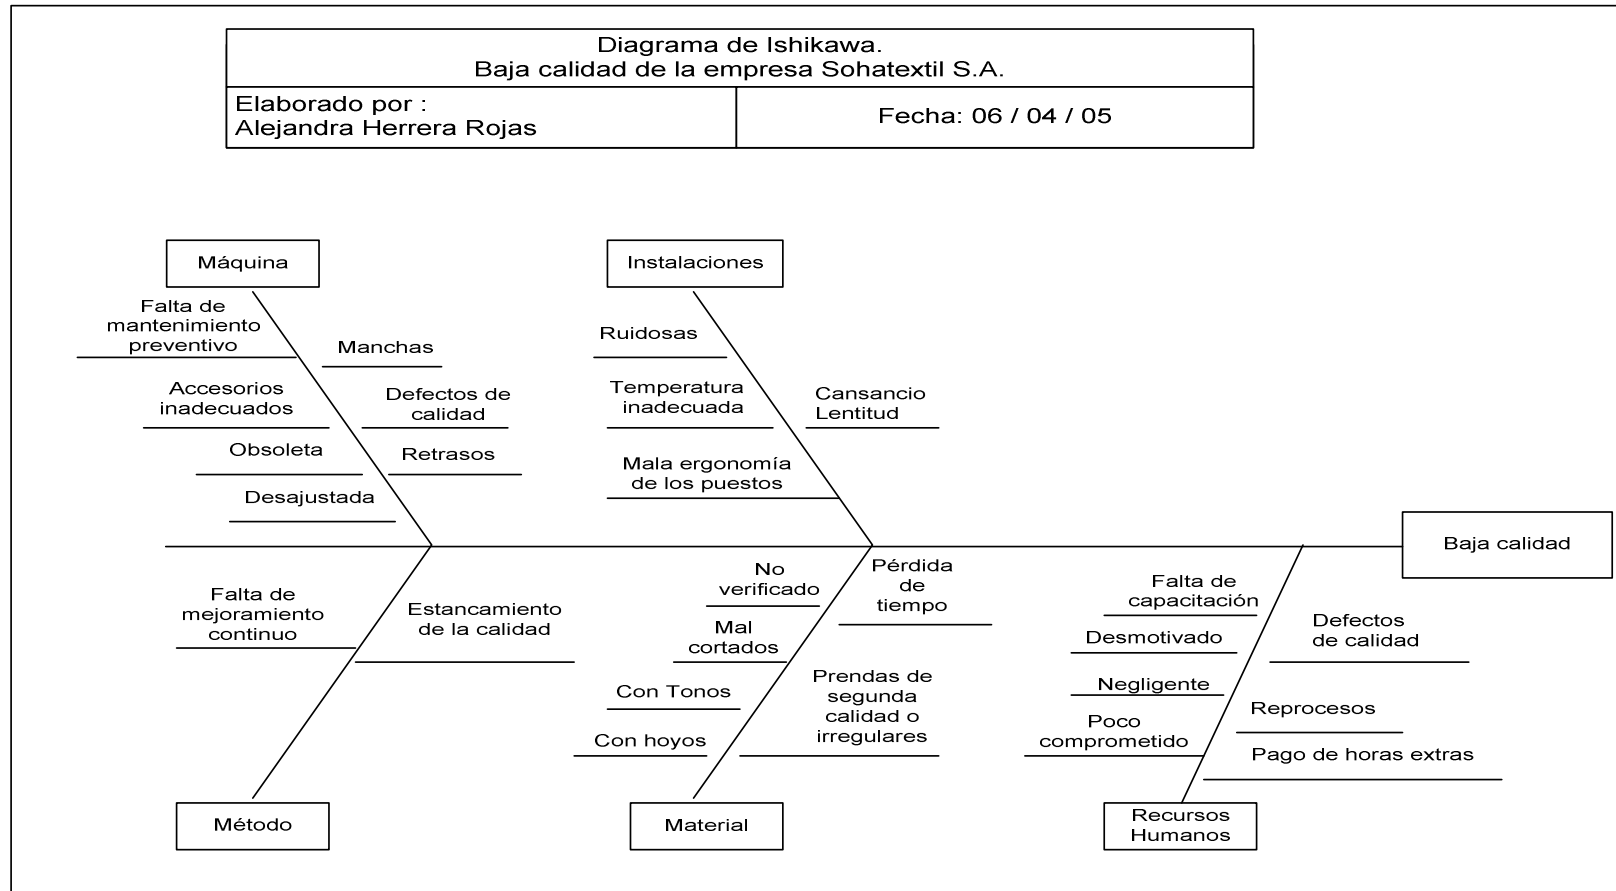 Diagrama de Ishikawa.
Baja calidad de la empresa Sohatextil S.A.
Elaborado por :
Alejandra Herrera Rojas
Fecha: 06 / 04 / 05
Máquina
Falta de
mantenimiento
preventivo
Accesorios
inadecuados
Obsoleta
Desajustada
Manchas
Defectos de
calidad
Retrasos
Instalaciones
Ruidosas
Temperatura
inadecuada
Mala ergonomía
de los puestos
Cansancio
Lentitud
Baja calidad
Falta de
mejoramiento
continuo
Estancamiento
de la calidad
Método
No
verificado
Mal
cortados
Con Tonos
Con hoyos
Pérdida
de
tiempo
Prendas de
segunda
calidad o
irregulares
Material
Falta de
capacitación
Desmotivado
Negligente
Poco
comprometido
Defectos
de calidad
Reprocesos
Pago de horas extras
Recursos
Humanos